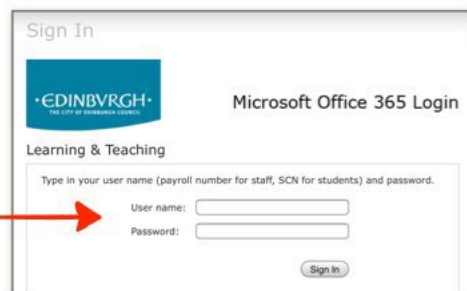 Sign In
·EDINBVRGH·
THE CITY OF EDINBURGH COUNCIL
Microsoft Office 365 Login
Learning & Teaching
Type in your user name (payroll number for staff, SCN for students) and password.
User name:
Password:
Sign In